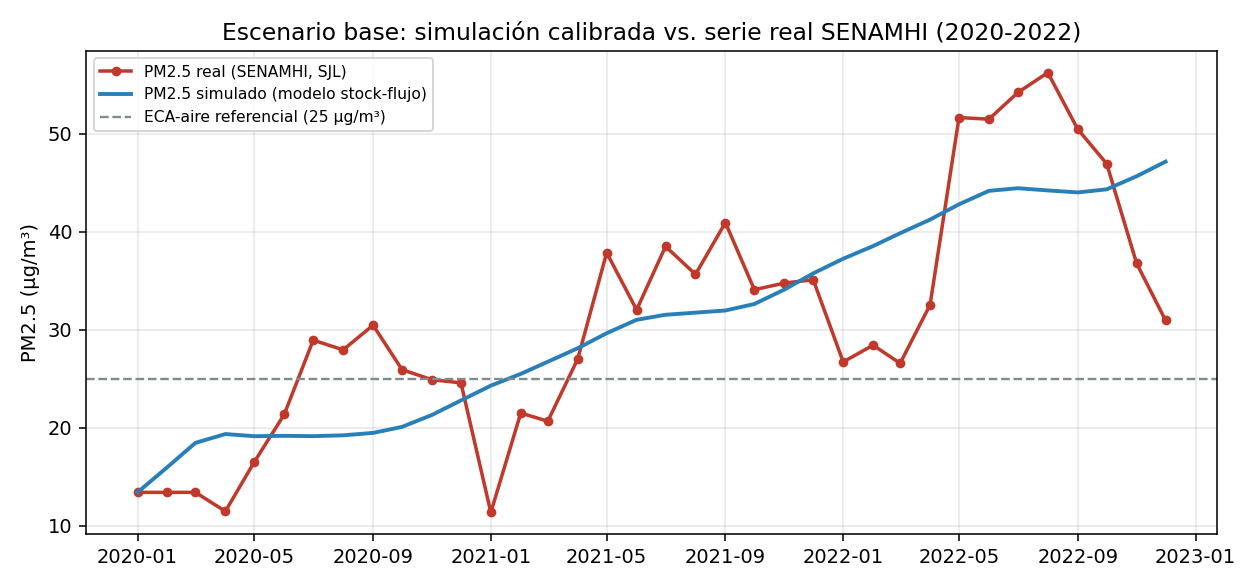 Escenario base: simulación calibrada vs. serie real SENAMHI (2020-2022)
PM2.5 real (SENAMHI, SJL)
PM2.5 simulado (modelo stock-flujo)
ECA-aire referencial (25 µg/m³)
PM2.5 (µg/m³)
50
40
30
20
10
2020-01 2020-05 2020-09 2021-01 2021-05 2021-09 2022-01 2022-05 2022-09 2023-01